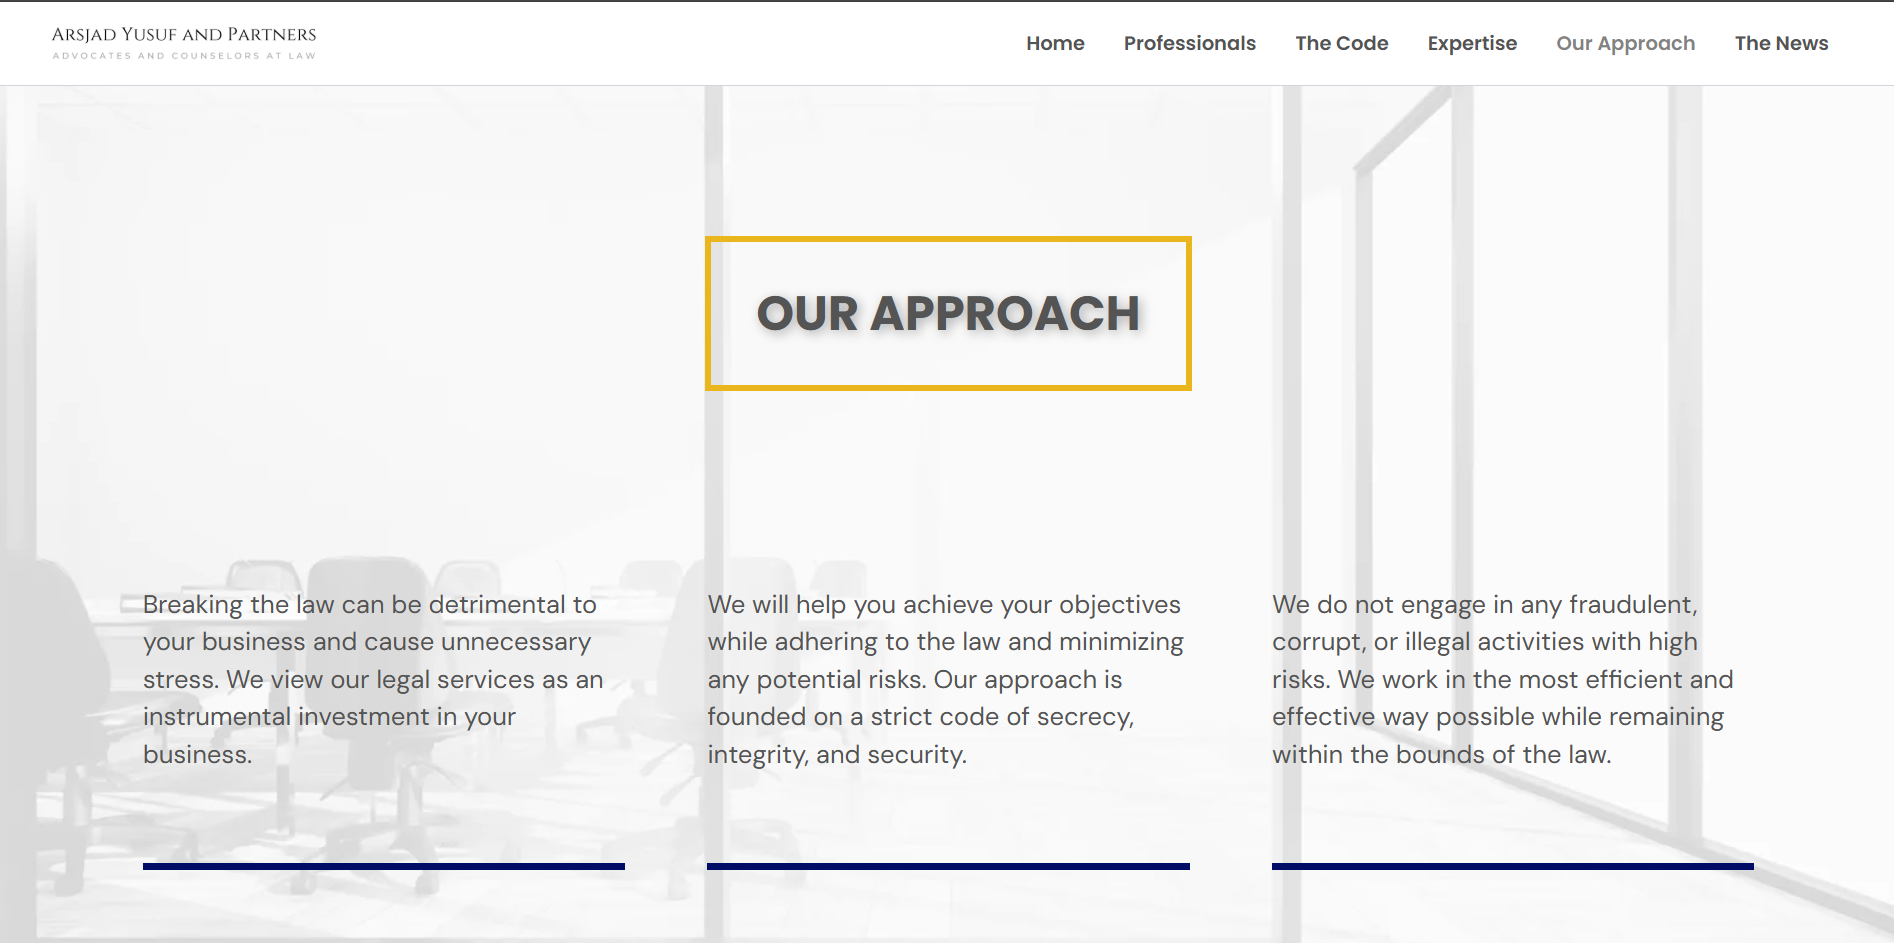 ARSJAD YUSUF AND PARTNERS
ADVOCATES AND COUNSELORS AT LAW
Home Professionals The Code Expertise Our Approach The News
OUR APPROACH
Breaking the law can be detrimental to
your business and cause unnecessary
stress. We view our legal services as an
instrumental investment in your
business.
We will help you achieve your objectives
while adhering to the law and minimizing
any potential risks. Our approach is
founded on a strict code of secrecy,
integrity, and security.
We do not engage in any fraudulent,
corrupt, or illegal activities with high
risks. We work in the most efficient and
effective way possible while remaining
within the bounds of the law.